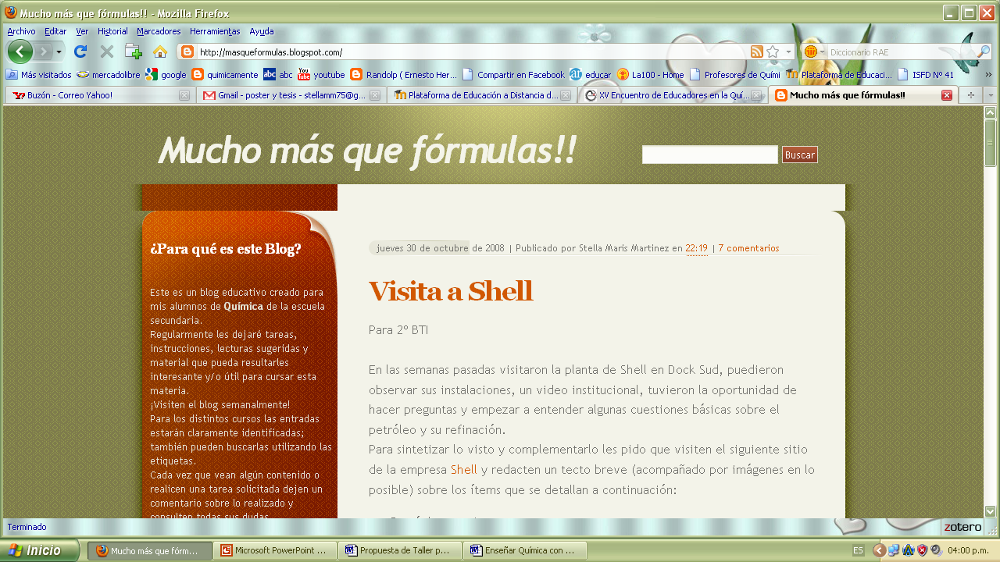 Mucho más que fórmulas!! - Mozilla Firefox
Archivo Editar Ver Historial Marcadores Herramientas Ayuda
http://masqueformulas.blogspot.com/
Diccionario RAE
Más visitados mercadolibre google quimicamente abc abc You Tube youtube Randolp ( Ernesto Her... Compartir en Facebook ar educar La100 - Home Profesores de Quími Plataforma de Educaci... ISFD Nº 41 »
Buzón - Correo Yahoo! Gmail - poster y tesis - stellamm75@g... Plataforma de Educación a Distancia d... XV Encuentro de Educadores en la Quí... Mucho más que fórmulas!!
Mucho más que fórmulas!!
Buscar
¿Para qué es este Blog?
Este es un blog educativo creado para
mis alumnos de Química de la escuela
secundaria.
Regularmente les dejaré tareas,
instrucciones, lecturas sugeridas y
material que pueda resultarles
interesante y/o útil para cursar esta
materia.
¡Visiten el blog semanalmente!
Para los distintos cursos las entradas
estarán claramente identificadas;
también pueden buscarlas utilizando las
etiquetas.
Cada vez que vean algún contenido o
realicen una tarea solicitada dejen un
comentario sobre lo realizado y
consulten todas sus dudas
jueves 30 de octubre de 2008 | Publicado por Stella Maris Martinez en 22:19 | 7 comentarios
Visita a Shell
Para 2º BTI
En las semanas pasadas visitaron la planta de Shell en Dock Sud, puedieron
observar sus instalaciones, un video institucional, tuvieron la oportunidad de
hacer preguntas y empezar a entender algunas cuestiones básicas sobre el
petróleo y su refinación.
Para sintetizar lo visto y complementarlo les pido que visiten el siguiente sitio
de la empresa Shell y redacten un tecto breve (acompañado por imágenes en lo
posible) sobre los ítems que se detallan a continuación:
Terminado
zotero
Inicio Mucho más que fórm... Microsoft PowerPoint ... Propuesta de Taller p... Enseñar Química con ... ES 04:00 p.m.